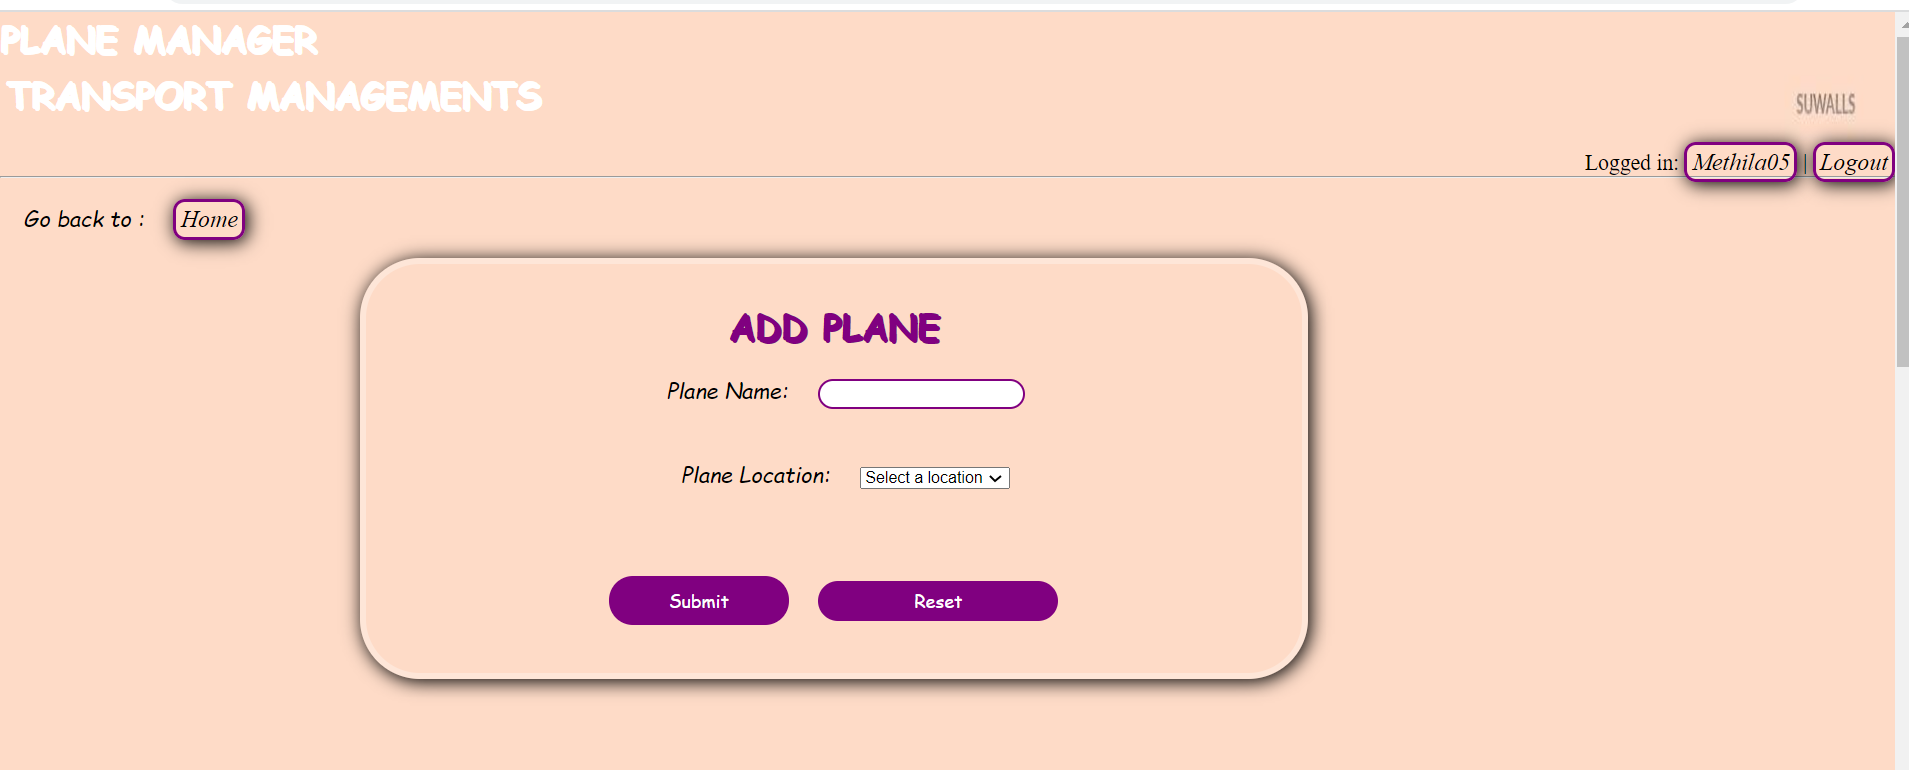 PLANE MANAGER
TRANSPORT MANAGEMENTS
SUWALLS
Logged in: Methila05 | Logout
Go back to : Home
ADD PLANE
Plane Name:
Plane Location: Select a location
Submit Reset